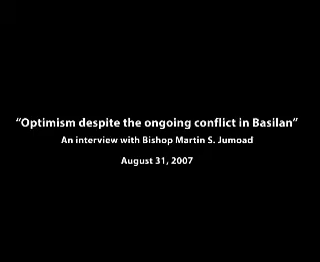 “Optimism despite the ongoing conflict in Basilan”
An interview with Bishop Martin S. Jumoad
August 31, 2007